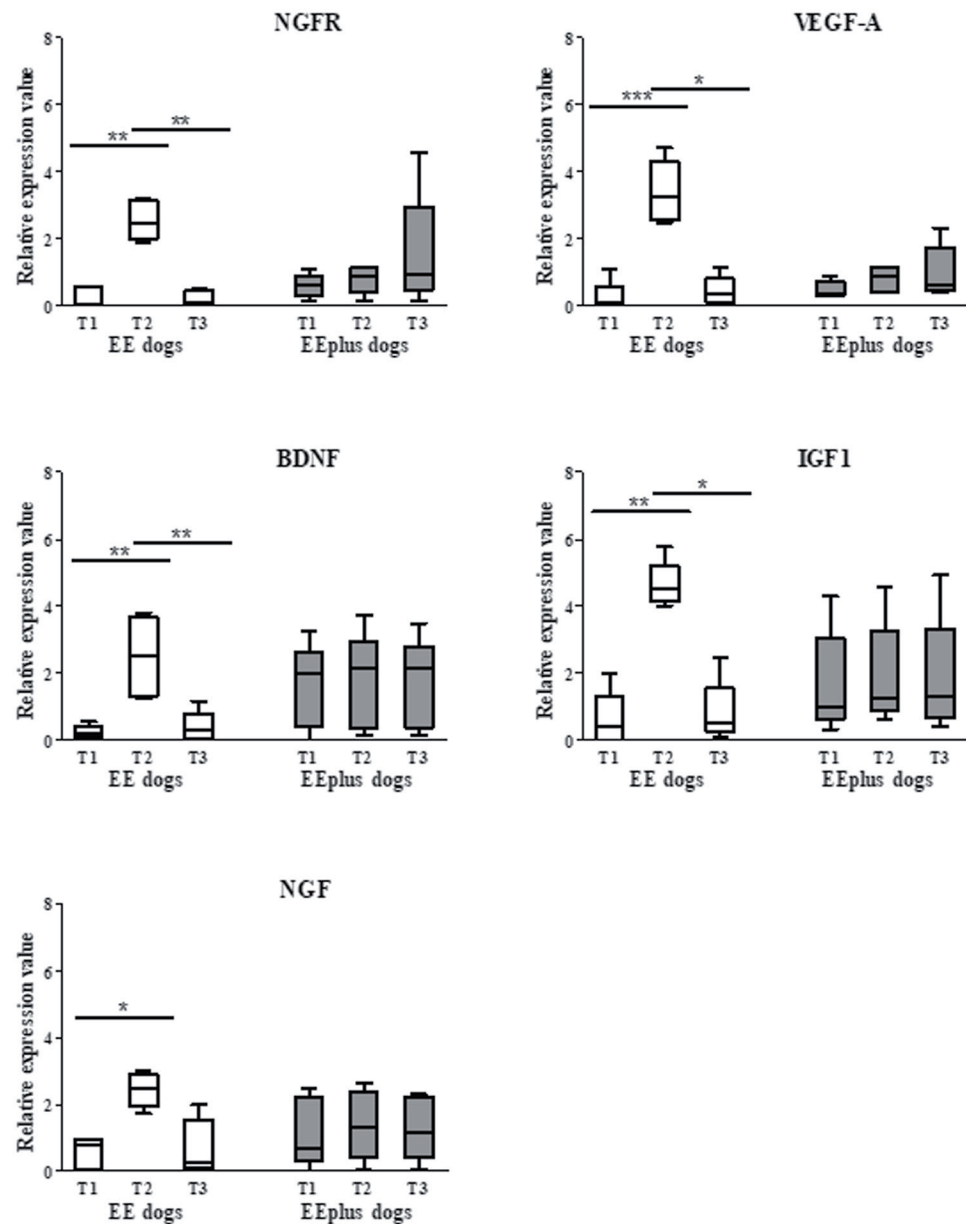 NGFR
Relative expression value
8
6
4
2
0
** **
T1 T2 T3 T1 T2 T3
EE dogs EEplus dogs
VEGF-A
Relative expression value
8
6
4
2
0
*** *
T1 T2 T3 T1 T2 T3
EE dogs EEplus dogs
BDNF
Relative expression value
8
6
4
2
0
** **
T1 T2 T3 T1 T2 T3
EE dogs EEplus dogs
IGF1
Relative expression value
8
6
4
2
0
** *
T1 T2 T3 T1 T2 T3
EE dogs EEplus dogs
NGF
Relative expression value
8
6
4
2
0
*
T1 T2 T3 T1 T2 T3
EE dogs EEplus dogs